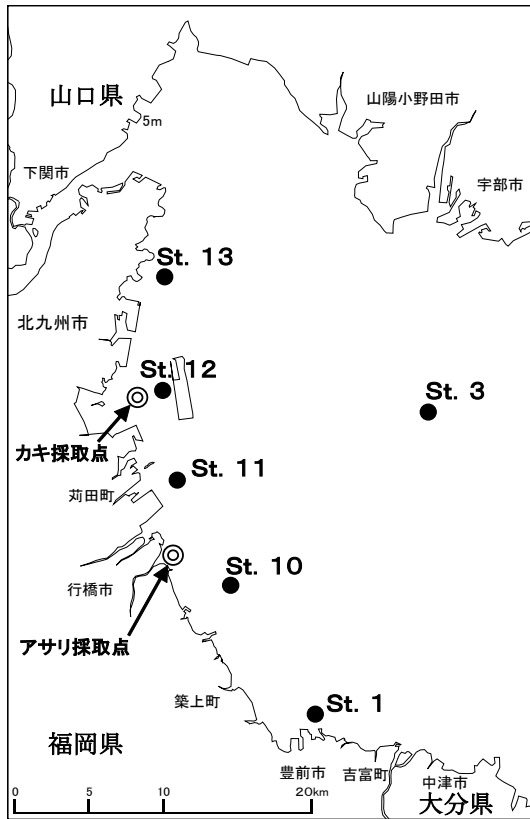 山口県
山陽小野田市
5m
下関市
宇部市
St. 13
北九州市
St. 12
St. 3
カキ採取点
St. 11
苅田町
St. 10
行橋市
アサリ採取点
築上町
St. 1
福岡県
豊前市
吉富町
中津市
大分県
0 5 10 20km